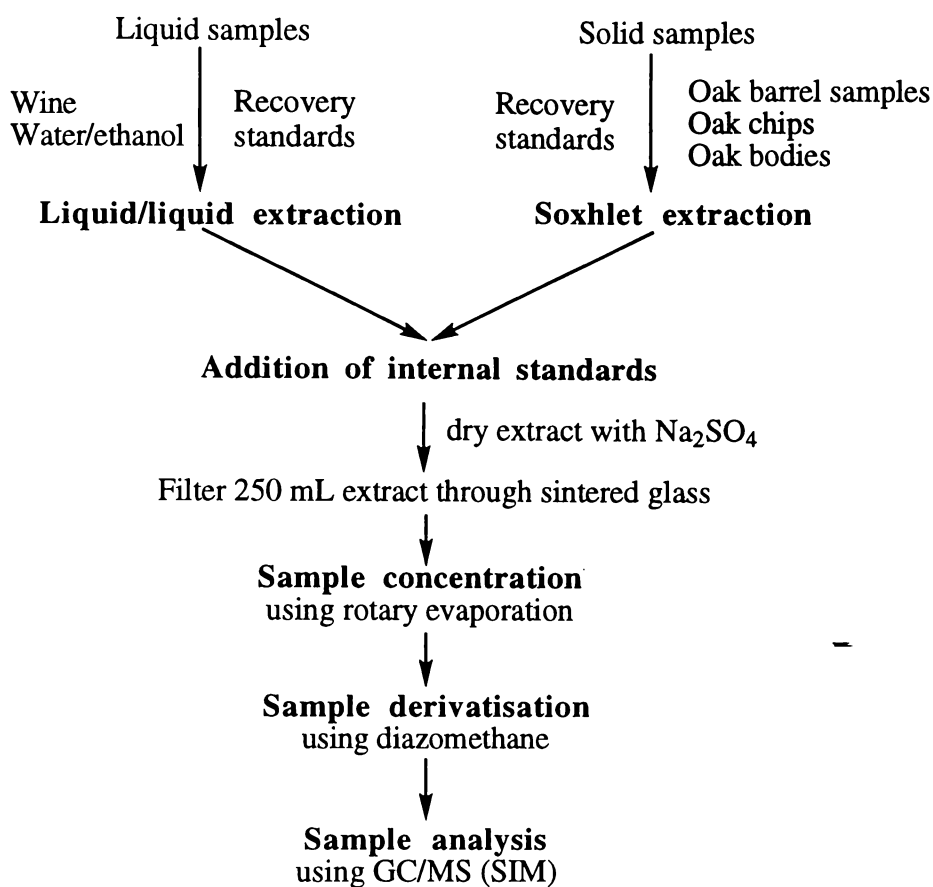 Liquid samples
Solid samples
Wine
Water/ethanol
Recovery
standards
Recovery
standards
Oak barrel samples
Oak chips
Oak bodies
Liquid/liquid extraction
Soxhlet extraction
Addition of internal standards
dry extract with Na₂SO₄
Filter 250 mL extract through sintered glass
Sample concentration
using rotary evaporation
Sample derivatisation
using diazomethane
Sample analysis
using GC/MS (SIM)